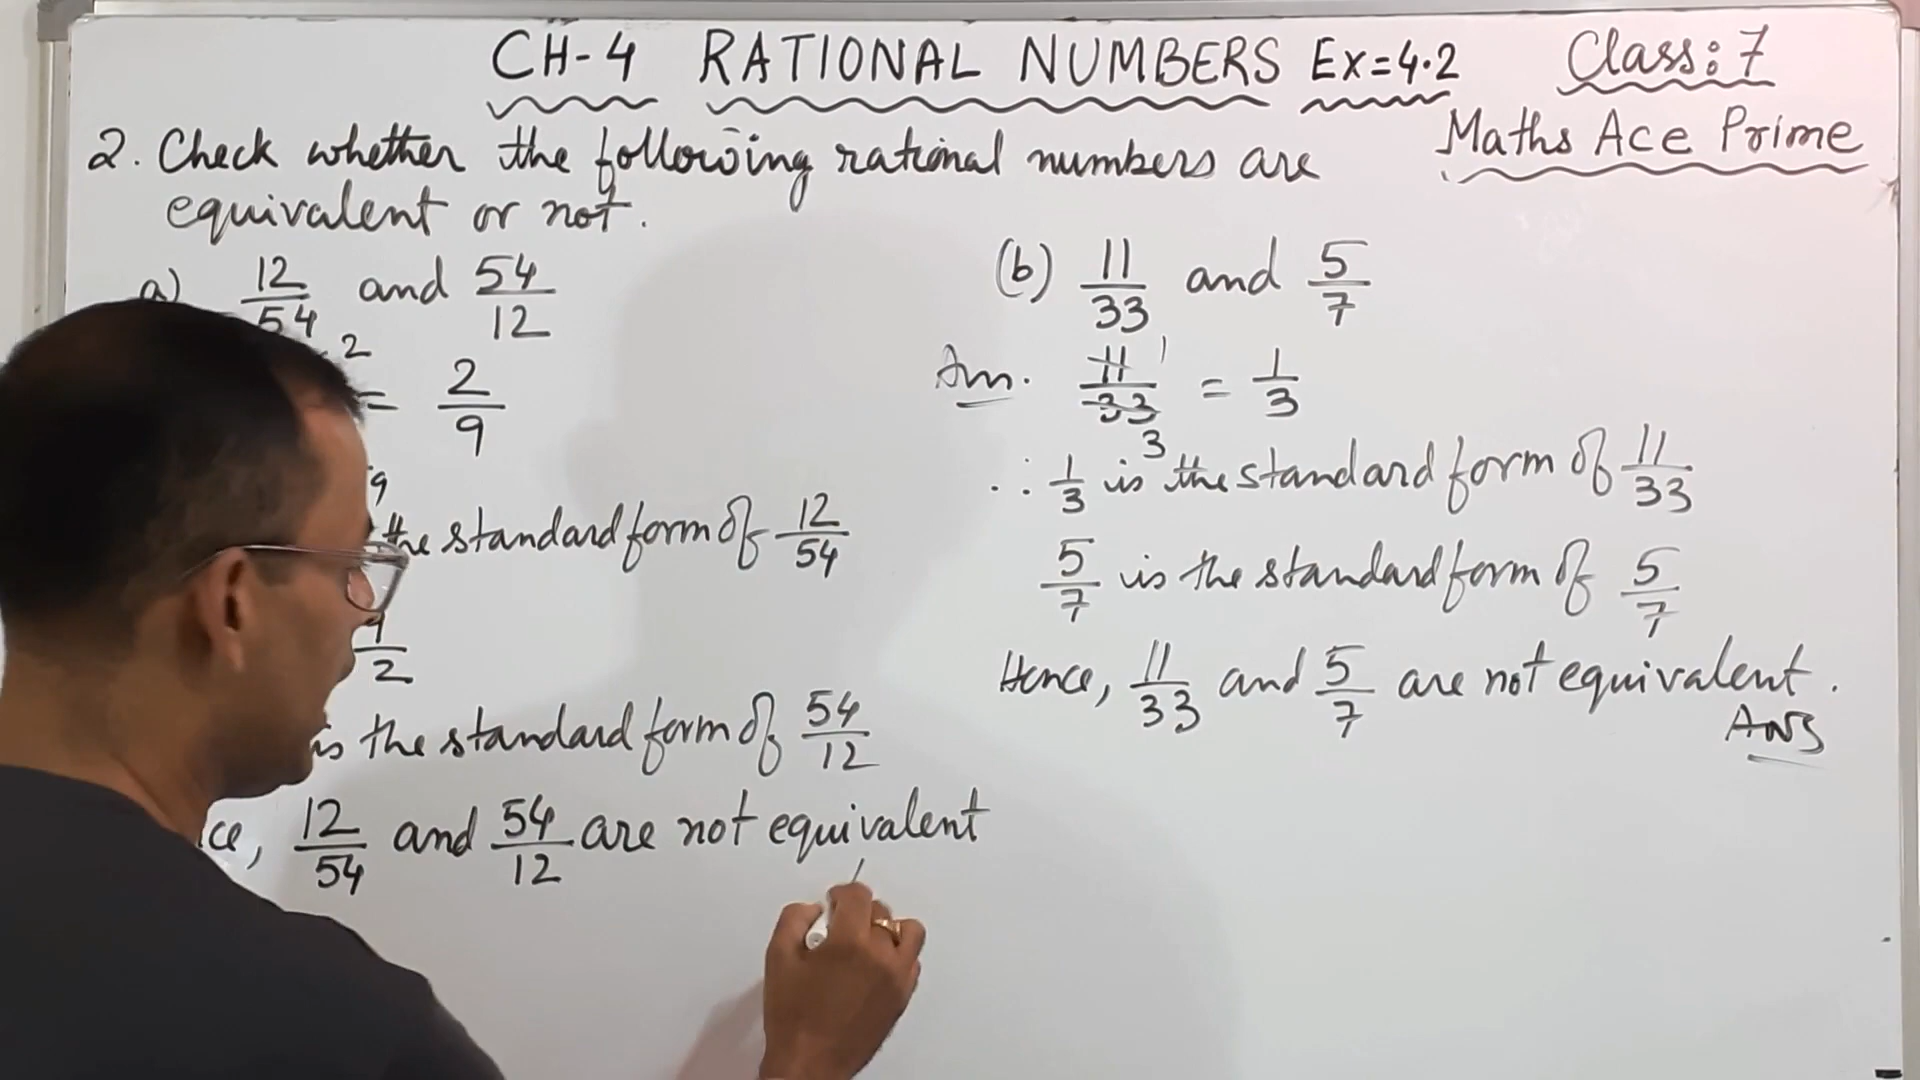 CH-4 RATIONAL NUMBERS Ex=4.2 Class: 7
Maths Ace Prime
2. Check whether the following rational numbers are
equivalent or not.
a) 12/54 and 54/12
2
= 2/9
9
the standard form of 12/54
9/2
is the standard form of 54/12
ce, 12/54 and 54/12 are not equivalent
(b) 11/33 and 5/7
Ans. 11/33 1 3 = 1/3
∴ 1/3 is the standard form of 11/33
5/7 is the standard form of 5/7
Hence, 11/33 and 5/7 are not equivalent.
Ans